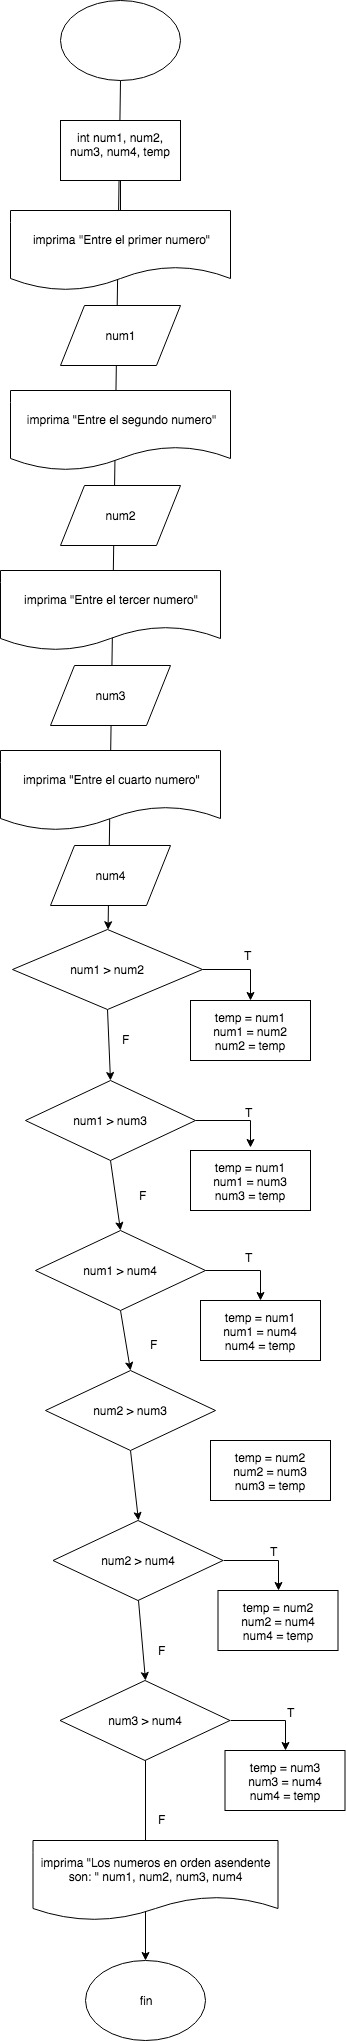 int num1, num2,
num3, num4, temp
imprima "Entre el primer numero"
num1
imprima "Entre el segundo numero"
num2
imprima "Entre el tercer numero"
num3
imprima "Entre el cuarto numero"
num4
num1 > num2
T
temp = num1
num1 = num2
num2 = temp
F
num1 > num3
T
temp = num1
num1 = num3
num3 = temp
F
num1 > num4
T
temp = num1
num1 = num4
num4 = temp
F
num2 > num3
temp = num2
num2 = num3
num3 = temp
num2 > num4
T
temp = num2
num2 = num4
num4 = temp
F
num3 > num4
T
temp = num3
num3 = num4
num4 = temp
F
imprima "Los numeros en orden asendente
son: " num1, num2, num3, num4
fin